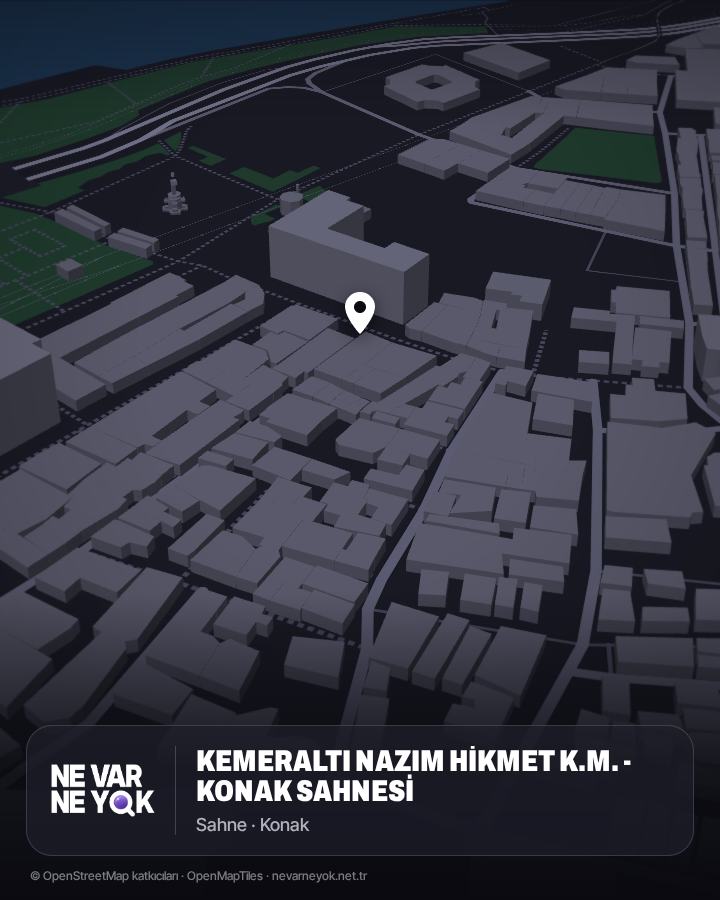 NE VAR
NE YOK
KEMERALTI NAZIM HİKMET K.M. -
KONAK SAHNESİ
Sahne · Konak
© OpenStreetMap katkıcıları · OpenMapTiles · nevarneyok.net.tr